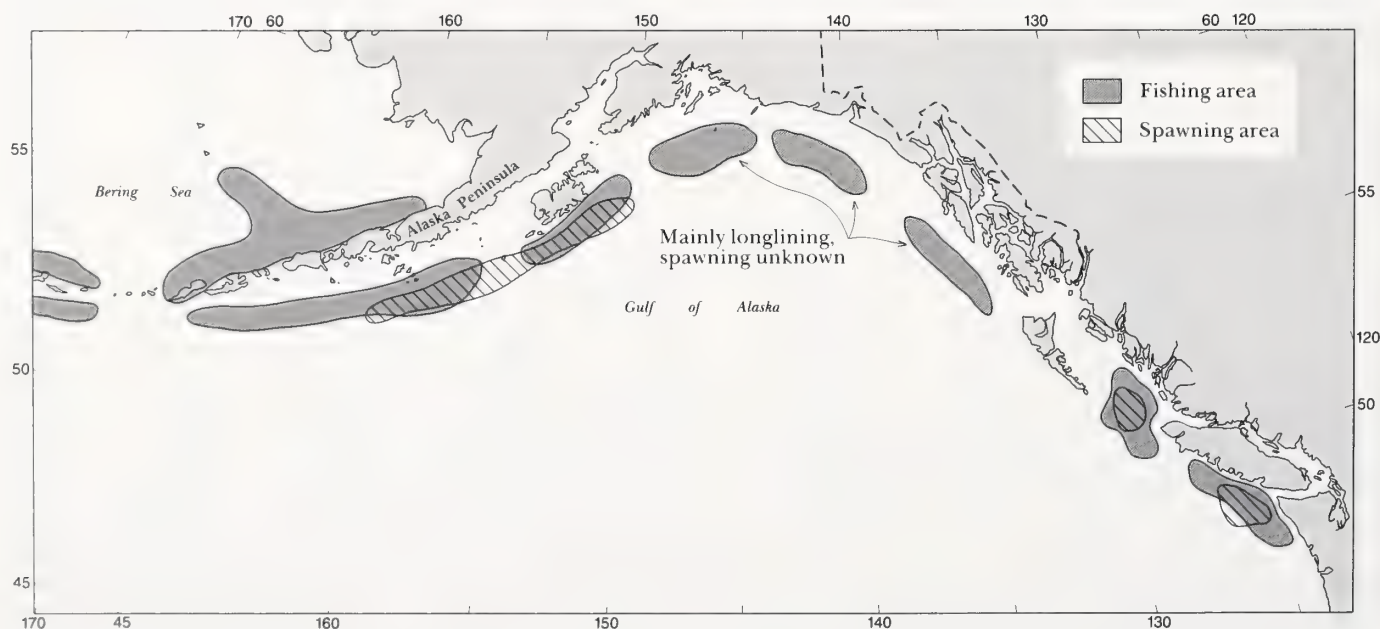 170 60 160 150 140 130 60 120
Fishing area
Spawning area
55
Bering Sea
Alaska Peninsula
55
Mainly longlining,
spawning unknown
Gulf of Alaska
120
50
50
45
170 45 160 150 140 130